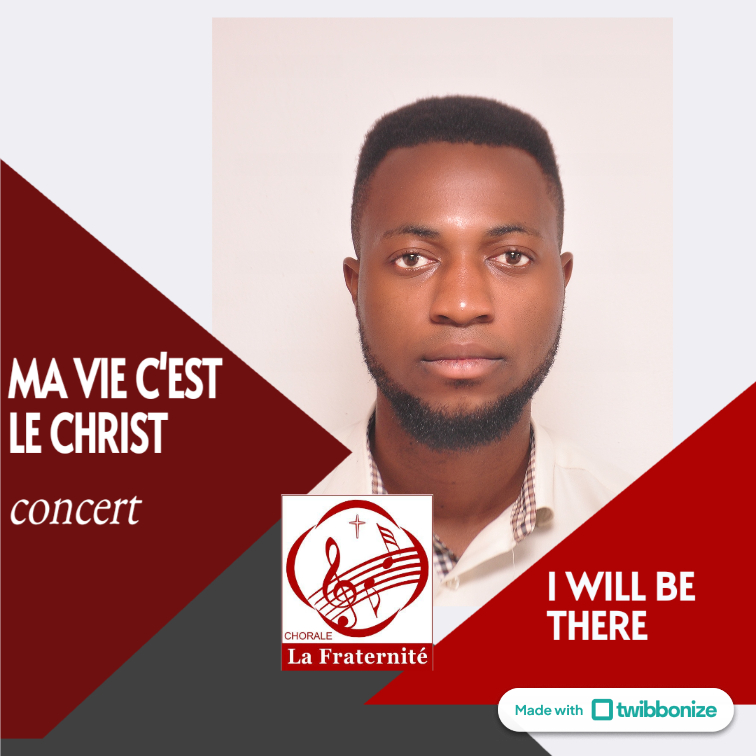 MA VIE C'EST
LE CHRIST
concert
CHORALE
La Fraternité
I WILL BE
THERE
Made with twibbonize